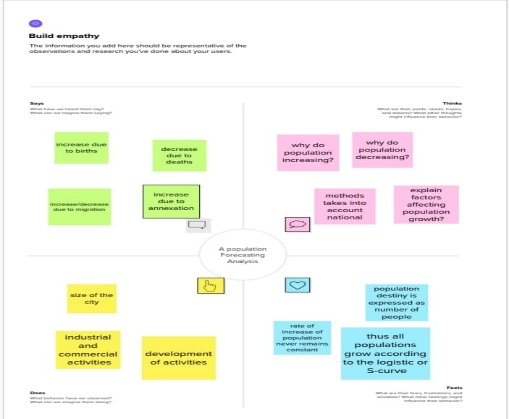 Build empathy
The information you add here should be representative of the
observations and research you've done about your users.
Says
What have we heard them say?
What can we imagine them saying?
Thinks
What are their wants, needs, hopes,
and dreams? What other thoughts
might influence their behavior?
increase due
to births
decrease
due to
deaths
increase/decrease
due to migration
increase
due to
annexation
why do
population
increasing?
why do
population
decreasing?
methods
takes into
account
national
explain
factors
affecting
population
growth?
A population
Forecasting
Analysis
size of the
city
industrial
and
commercial
activities
development
of activities
population
destiny is
expressed as
number of
people
rate of
increase of
population
never remains
constant
thus all
populations
grow according
to the logistic or
S-curve
Does
What behavior have we observed?
What can we imagine them doing?
Feels
What are their fears, frustrations, and
anxieties? What other feelings might
influence their behavior?